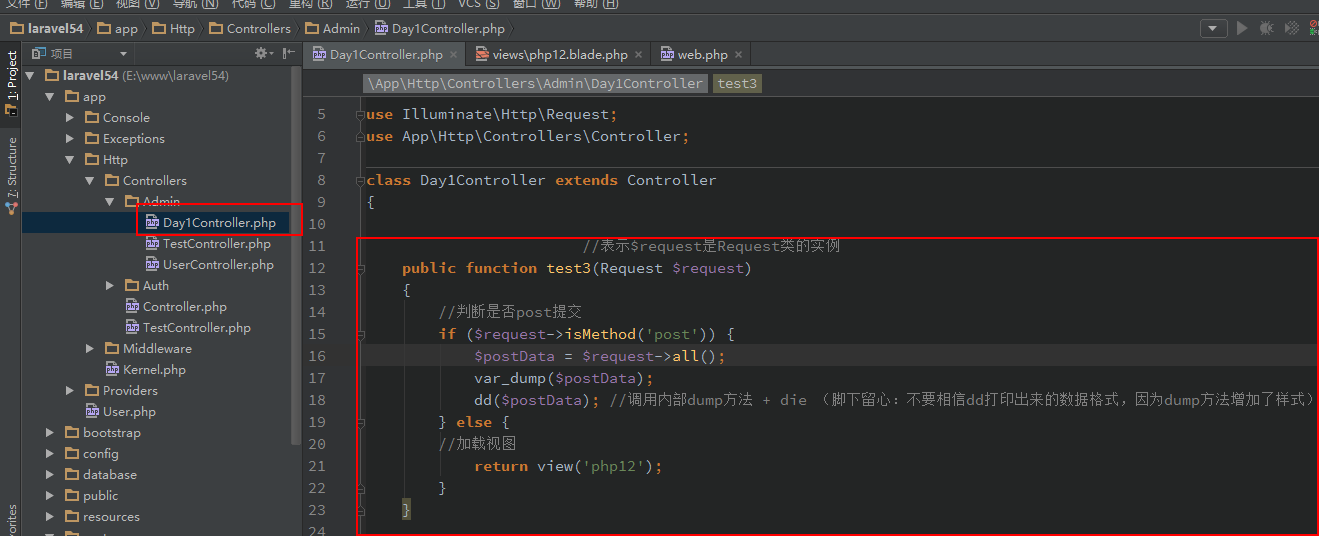 文件(F) 编辑(E) 视图(V) 导航(N) 代码(C) 重构(R) 运行(U) 工具(T) VCS(S) 窗口(W) 帮助(H)
laravel54 app Http Controllers Admin Day1Controller.php
1: Project
7: Structure
项目
laravel54 (E:\www\laravel54)
app
Console
Exceptions
Http
Controllers
Admin
Day1Controller.php
TestController.php
UserController.php
Auth
Controller.php
TestController.php
Middleware
Kernel.php
Providers
User.php
bootstrap
config
database
public
resources
Day1Controller.php views\php12.blade.php web.php
\App\Http\Controllers\Admin\Day1Controller test3
5 use Illuminate\Http\Request;
6 use App\Http\Controllers\Controller;
7
8 class Day1Controller extends Controller
9 {
10
11 //表示$request是Request类的实例
12 public function test3(Request $request)
13 {
14 //判断是否post提交
15 if ($request->isMethod('post')) {
16 $postData = $request->all();
17 var_dump($postData);
18 dd($postData); //调用内部dump方法 + die （脚下留心：不要相信dd打印出来的数据格式，因为dump方法增加了样式）
19 } else {
20 //加载视图
21 return view('php12');
22 }
23 }
24